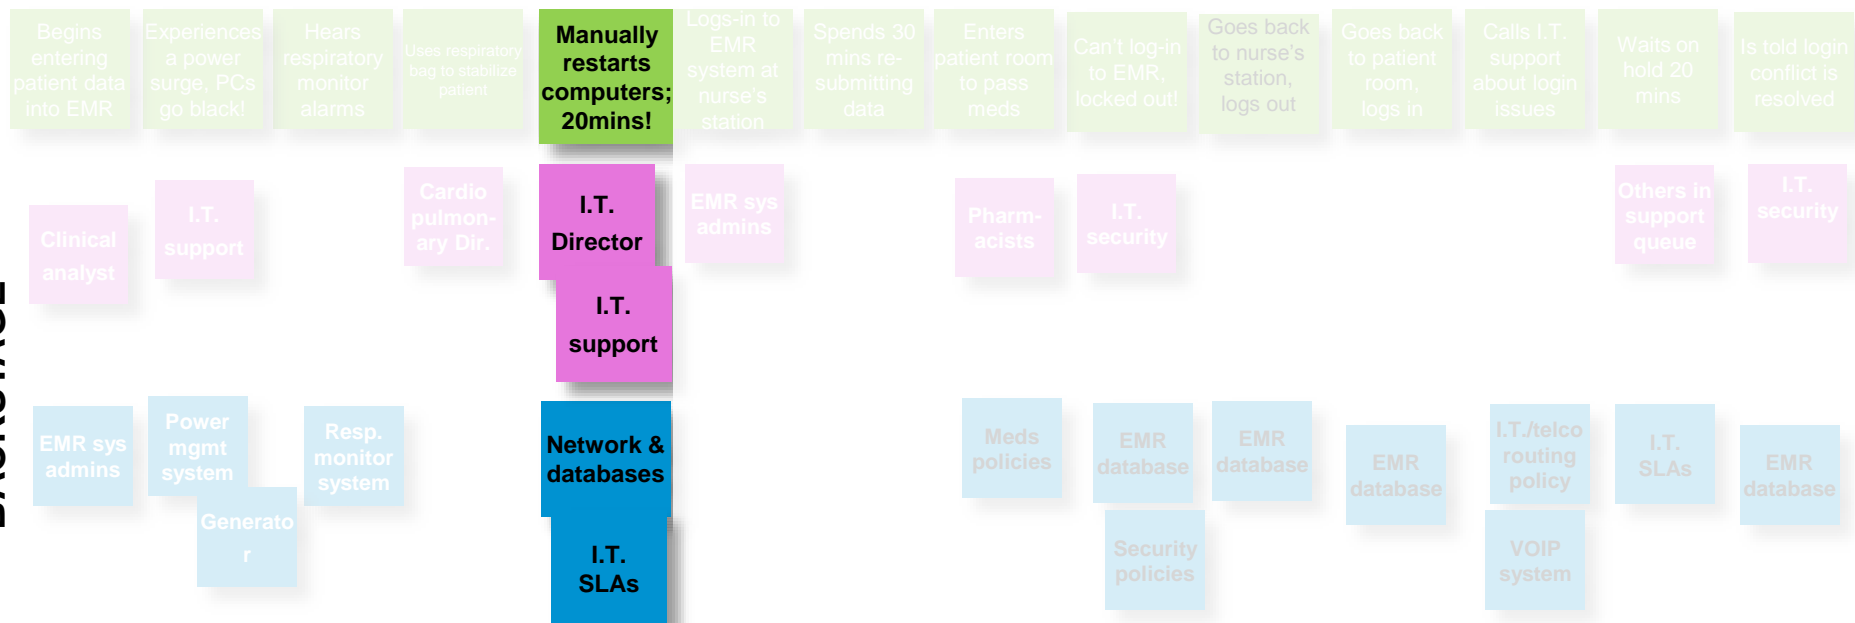 Begins
entering
patient data
into EMR
Experiences
a power
surge, PCs
go black!
Hears
respiratory
monitor
alarms
Uses respiratory
bag to stabilize
patient
Manually
restarts
computers;
20mins!
Logs-in to
EMR
system at
nurse's
station
Spends 30
mins re-
submitting
data
Enters
patient room
to pass
meds
Can't log-in
to EMR,
locked out!
Goes back
to nurse's
station,
logs out
Goes back
to patient
room,
logs in
Calls I.T.
support
about login
issues
Waits on
hold 20
mins
Is told login
conflict is
resolved
Clinical
analyst
I.T.
support
Cardio
pulmon-
ary Dir.
I.T.
Director
I.T.
support
EMR sys
admins
Pharm-
acists
I.T.
security
Others in
support
queue
I.T.
security
EMR sys
admins
Power
mgmt
system
Generato
r
Resp.
monitor
system
Network &
databases
I.T.
SLAs
Meds
policies
EMR
database
Security
policies
EMR
database
EMR
database
I.T./telco
routing
policy
VOIP
system
I.T.
SLAs
EMR
database